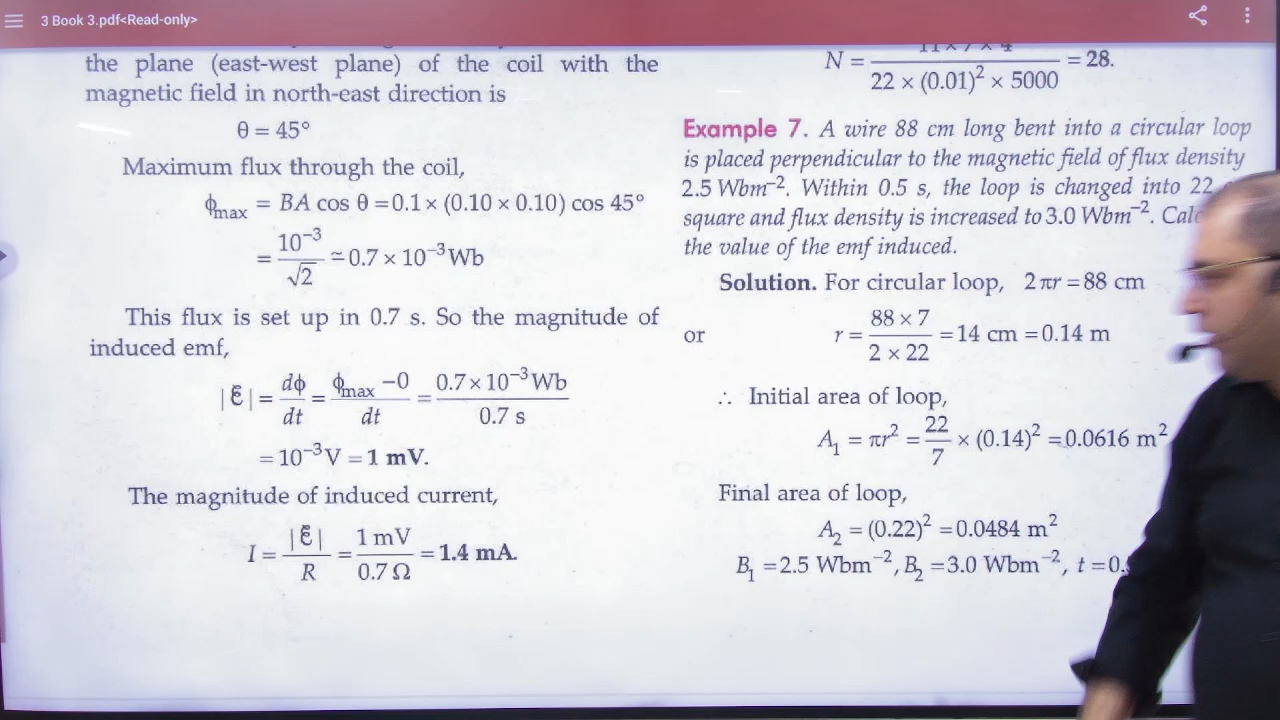 3 Book 3.pdf<Read-only>
the plane (east-west plane) of the coil with the
magnetic field in north-east direction is
θ = 45°
Maximum flux through the coil,
ϕmax = BA cos θ = 0.1 × (0.10 × 0.10) cos 45°
= 10⁻³/√2 ≃ 0.7 × 10⁻³ Wb
This flux is set up in 0.7 s. So the magnitude of
induced emf,
|ℰ| = dϕ/dt = (ϕmax − 0)/dt = 0.7 × 10⁻³ Wb/0.7 s
= 10⁻³ V = 1 mV.
The magnitude of induced current,
I = |ℰ|/R = 1 mV/0.7 Ω = 1.4 mA.
N = 11 × 7 × 4/22 × (0.01)² × 5000 = 28.
Example 7. A wire 88 cm long bent into a circular loop
is placed perpendicular to the magnetic field of flux density
2.5 Wbm⁻². Within 0.5 s, the loop is changed into 22
square and flux density is increased to 3.0 Wbm⁻².
the value of the emf induced.
Solution. For circular loop, 2πr = 88 cm
or r = 88 × 7/2 × 22 = 14 cm = 0.14 m
∴ Initial area of loop,
A₁ = πr² = 22/7 × (0.14)² = 0.0616 m²
Final area of loop,
A₂ = (0.22)² = 0.0484 m²
B₁ = 2.5 Wbm⁻², B₂ = 3.0 Wbm⁻², t = 0.